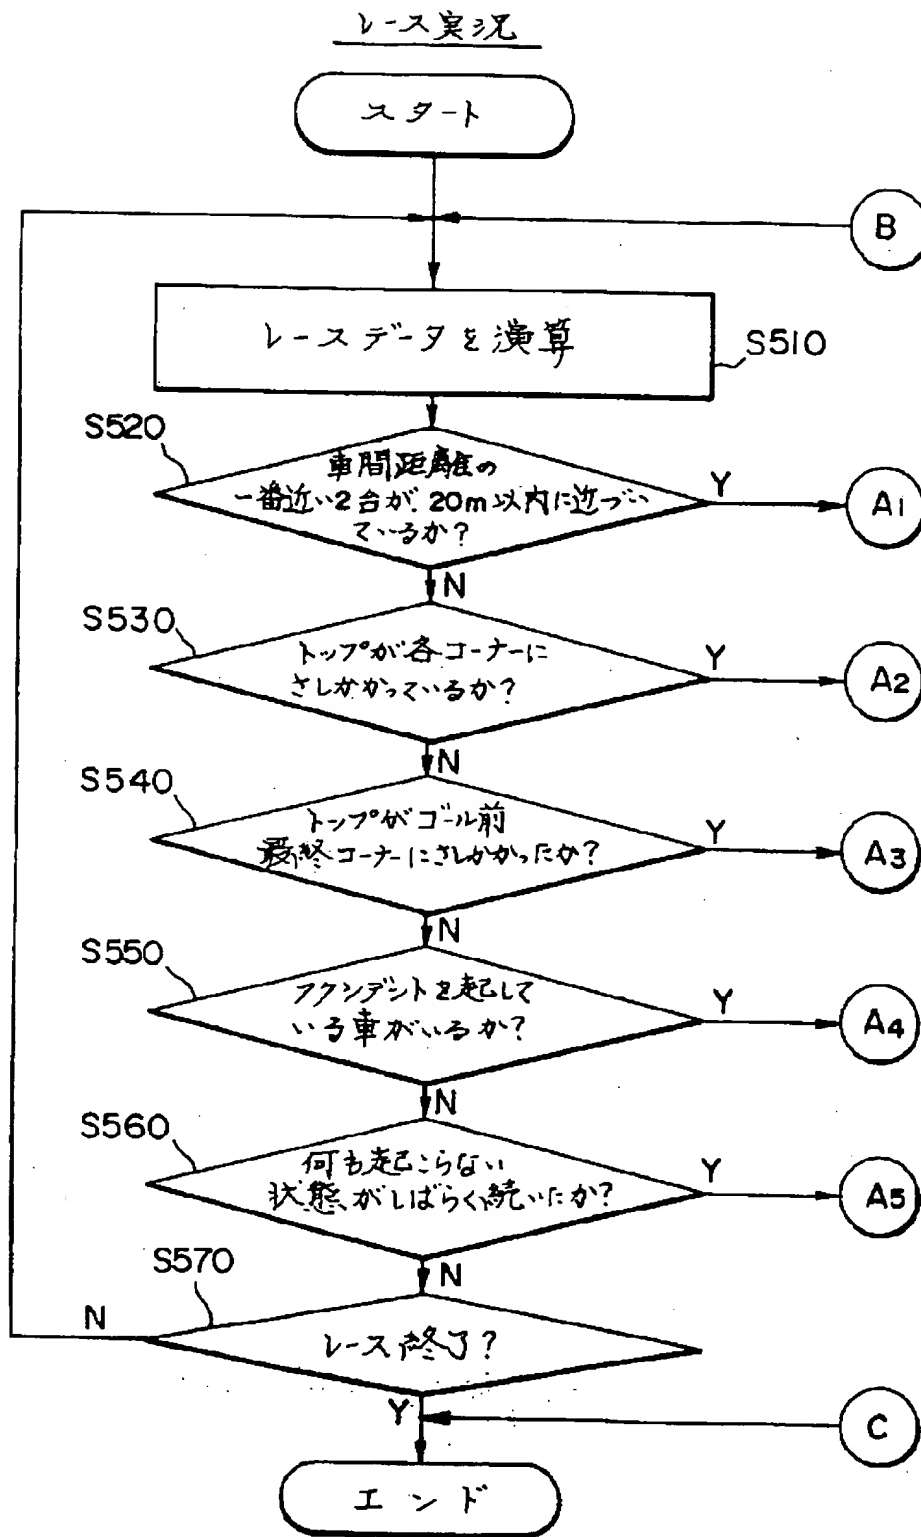 レース実況
スタート
B
レースデータを演算
S510
S520
車間距離の
一番近い2台が、20m以内に近づい
ているか?
Y
A1
N
S530
トップが各コーナーに
さしかかっているか?
Y
A2
N
S540
トップがゴール前
最終コーナーにさしかかったか?
Y
A3
N
S550
アクシデントを起して
いる車がいるか?
Y
A4
N
S560
何も起こらない
状態がしばらく続いたか?
Y
A5
N
S570
N
レース終了?
Y
C
エンド